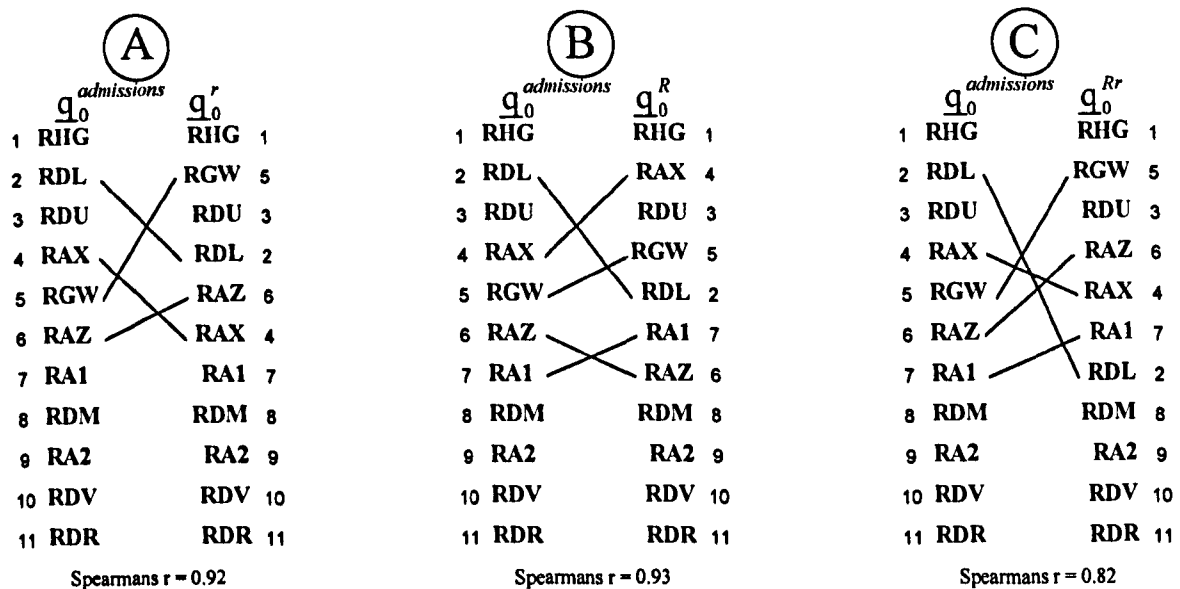 A B C
admissions admissions admissions
q0 q0^r q0 q0^R q0 q0^Rr
1 RHG RHG 1 1 RHG RHG 1 1 RHG RHG 1
2 RDL RGW 5 2 RDL RAX 4 2 RDL RGW 5
3 RDU RDU 3 3 RDU RDU 3 3 RDU RDU 3
4 RAX RDL 2 4 RAX RGW 5 4 RAX RAZ 6
5 RGW RAZ 6 5 RGW RDL 2 5 RGW RAX 4
6 RAZ RAX 4 6 RAZ RA1 7 6 RAZ RA1 7
7 RA1 RA1 7 7 RA1 RAZ 6 7 RA1 RDL 2
8 RDM RDM 8 8 RDM RDM 8 8 RDM RDM 8
9 RA2 RA2 9 9 RA2 RA2 9 9 RA2 RA2 9
10 RDV RDV 10 10 RDV RDV 10 10 RDV RDV 10
11 RDR RDR 11 11 RDR RDR 11 11 RDR RDR 11
Spearmans r = 0.92 Spearmans r = 0.93 Spearmans r = 0.82